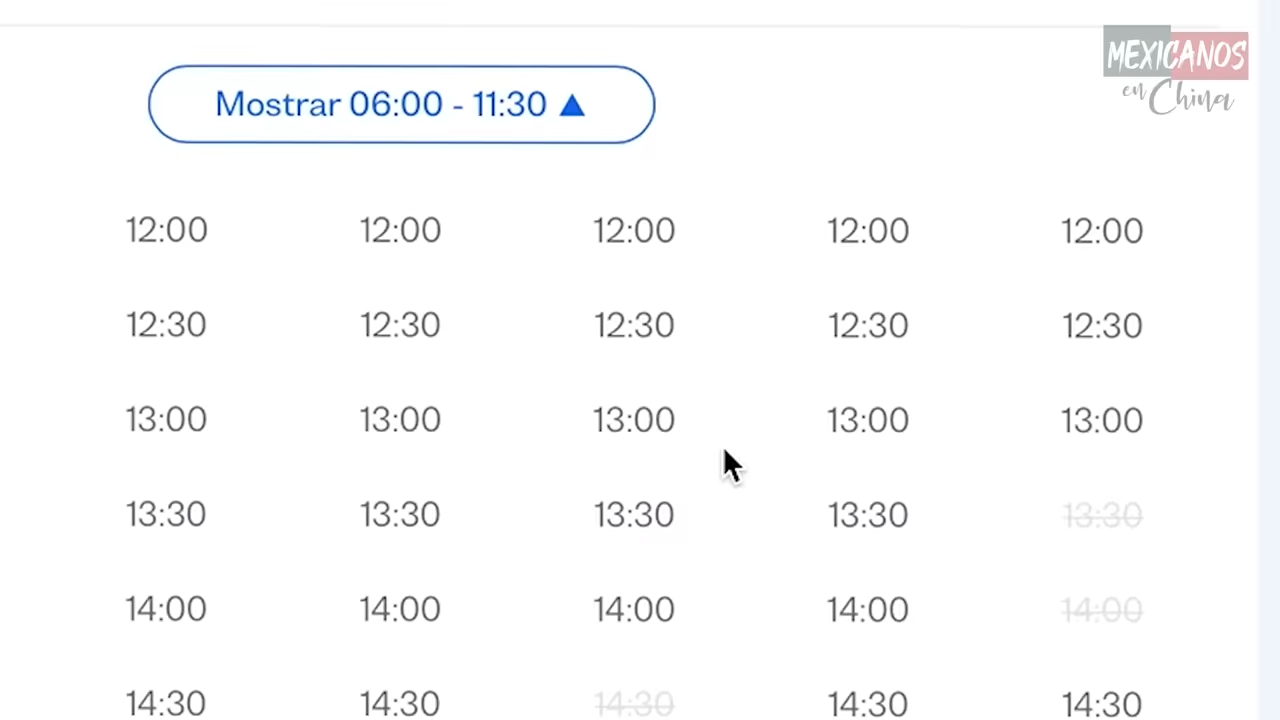 MEXICANOS
en China
Mostrar 06:00 - 11:30 ▲
12:00 12:00 12:00 12:00 12:00
12:30 12:30 12:30 12:30 12:30
13:00 13:00 13:00 13:00 13:00
13:30 13:30 13:30 13:30 13:30
14:00 14:00 14:00 14:00 14:00
14:30 14:30 14:30 14:30 14:30